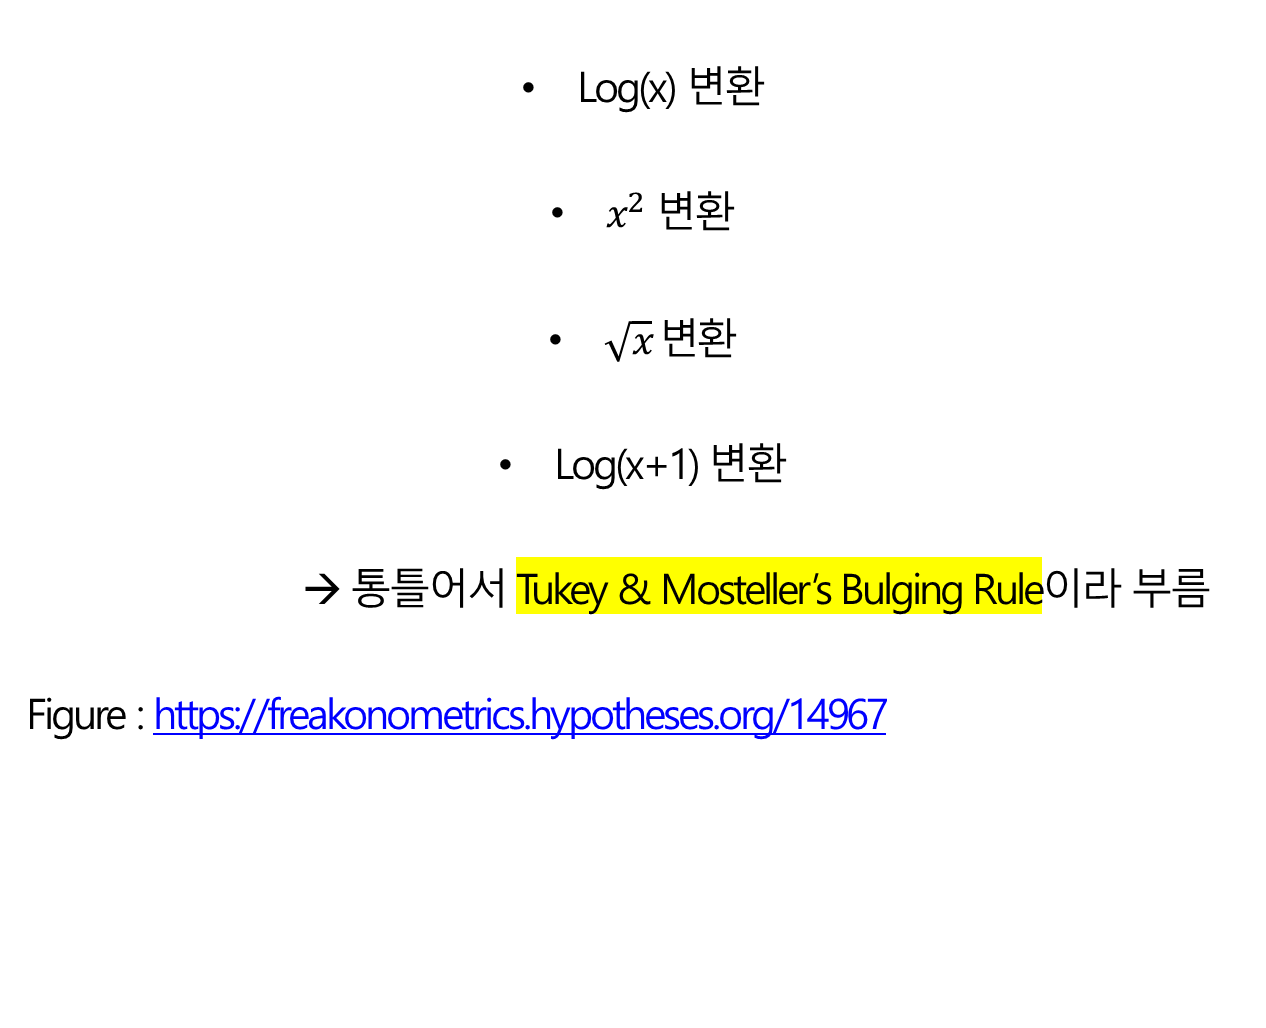 • Log(x) 변환
• x² 변환
• √x 변환
• Log(x+1) 변환
→ 통틀어서 Tukey & Mosteller’s Bulging Rule이라 부름
Figure : https://freakonometrics.hypotheses.org/14967